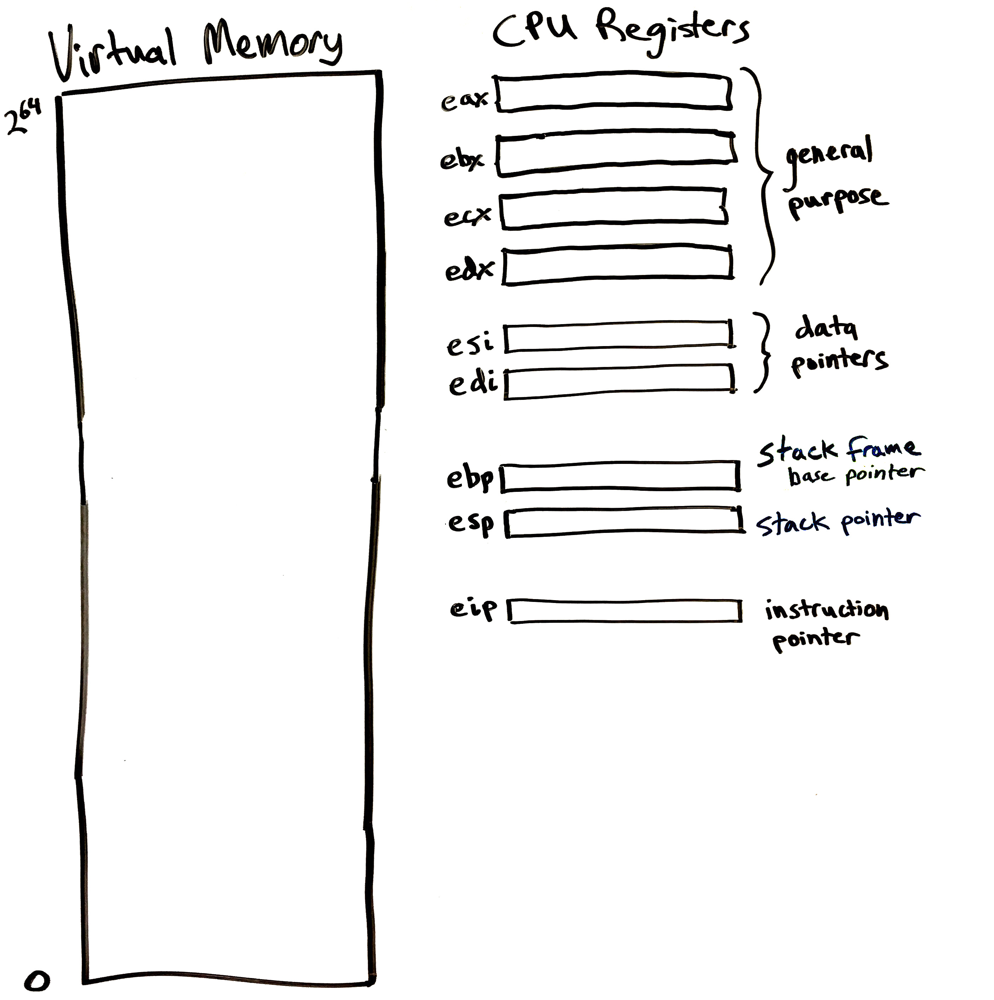 Virtual Memory
2^64
0
CPU Registers
eax
ebx
ecx
edx
general
purpose
esi
edi
data
pointers
ebp
stack frame
base pointer
esp
stack pointer
eip
instruction
pointer